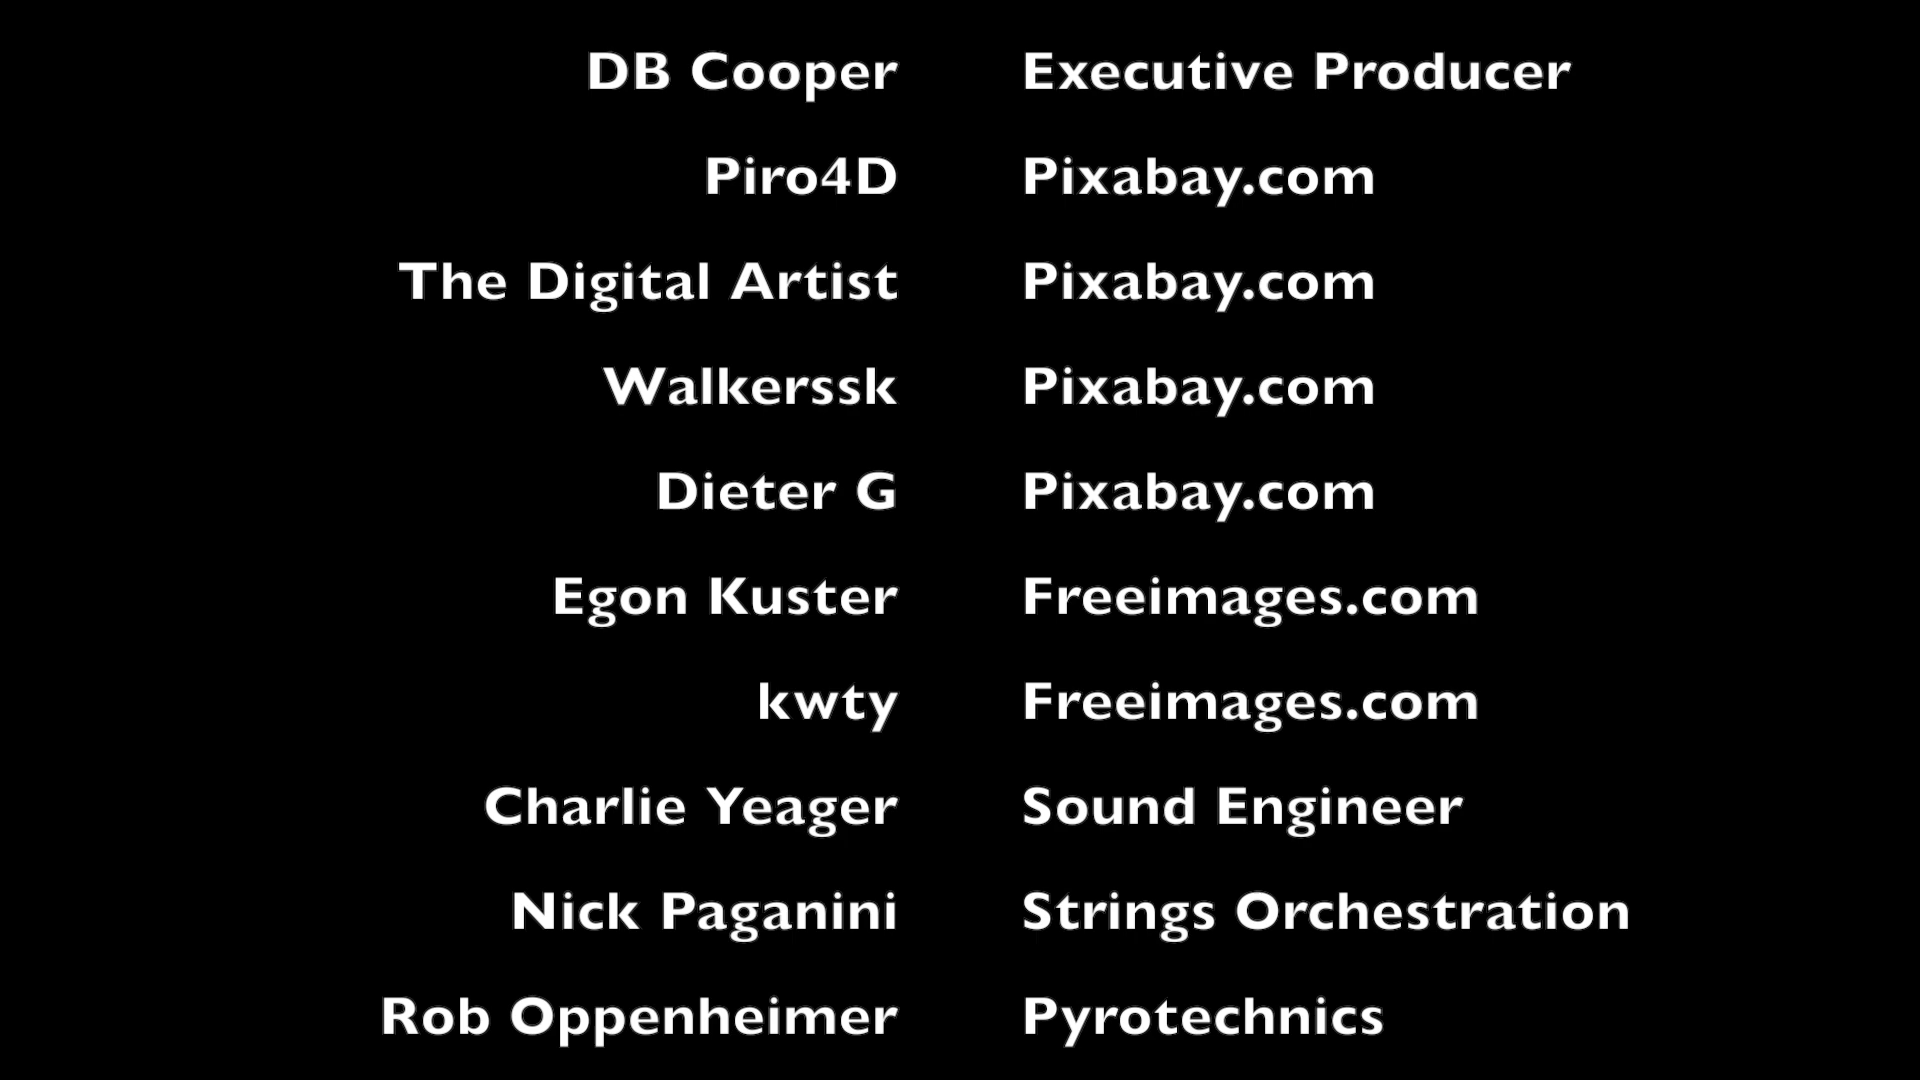 DB Cooper Executive Producer
Piro4D Pixabay.com
The Digital Artist Pixabay.com
Walkerssk Pixabay.com
Dieter G Pixabay.com
Egon Kuster Freeimages.com
kwty Freeimages.com
Charlie Yeager Sound Engineer
Nick Paganini Strings Orchestration
Rob Oppenheimer Pyrotechnics